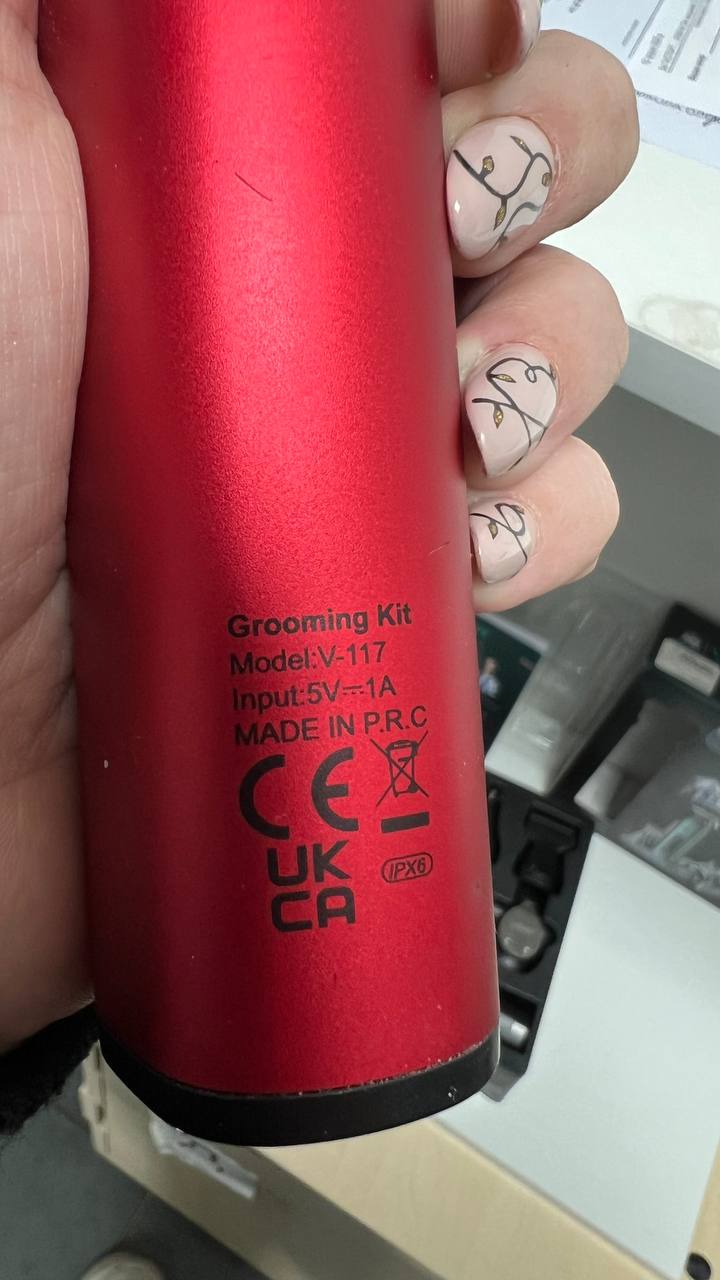 Grooming Kit
Model:V-117
Input:5V⎓1A
MADE IN P.R.C
CE
UK
CA
IPX6